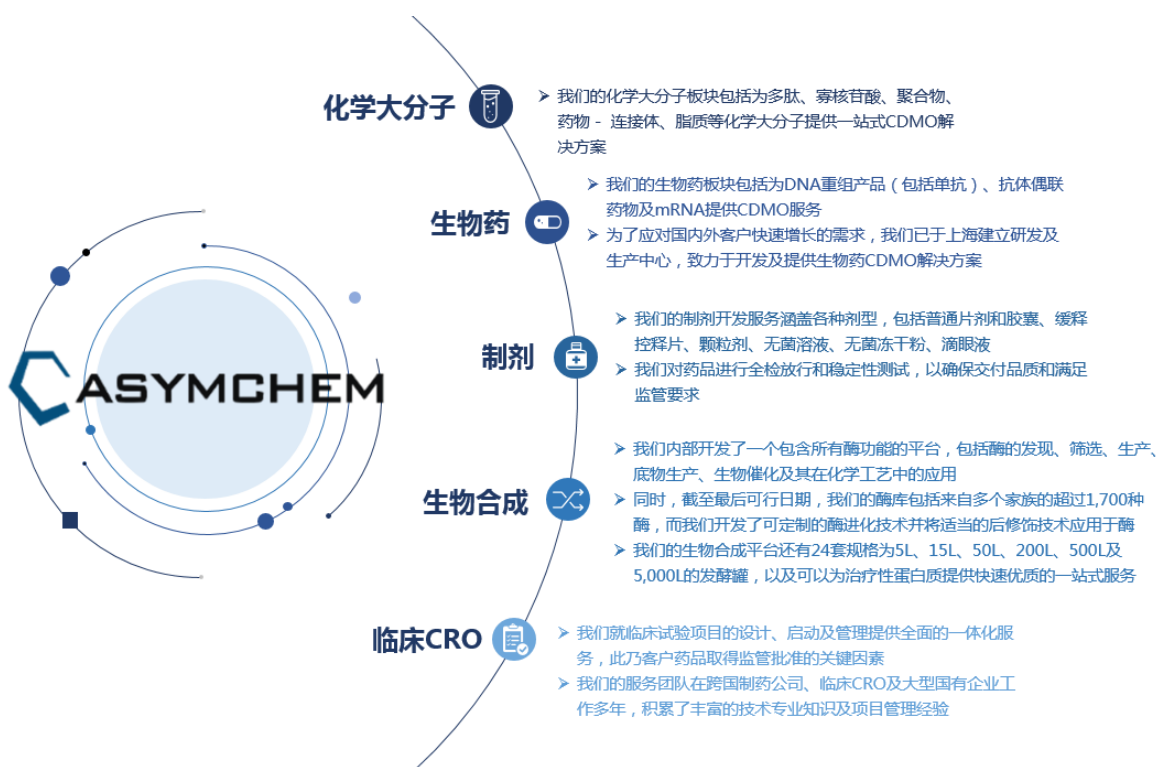 化学大分子
➢ 我们的化学大分子板块包括为多肽、寡核苷酸、聚合物、
药物－ 连接体、脂质等化学大分子提供一站式CDMO解
决方案
生物药
➢ 我们的生物药板块包括为DNA重组产品（包括单抗）、抗体偶联
药物及mRNA提供CDMO服务
➢ 为了应对国内外客户快速增长的需求，我们已于上海建立研发及
生产中心，致力于开发及提供生物药CDMO解决方案
ASYMCHEM
制剂
➢ 我们的制剂开发服务涵盖各种剂型，包括普通片剂和胶囊、缓释
控释片、颗粒剂、无菌溶液、无菌冻干粉、滴眼液
➢ 我们对药品进行全检放行和稳定性测试，以确保交付品质和满足
监管要求
生物合成
➢ 我们内部开发了一个包含所有酶功能的平台，包括酶的发现、筛选、生产、
底物生产、生物催化及其在化学工艺中的应用
➢ 同时，截至最后可行日期，我们的酶库包括来自多个家族的超过1,700种
酶，而我们开发了可定制的酶进化技术并将适当的后修饰技术应用于酶
➢ 我们的生物合成平台还有24套规格为5L、15L、50L、200L、500L及
5,000L的发酵罐，以及可以为治疗性蛋白质提供快速优质的一站式服务
临床CRO
➢ 我们就临床试验项目的设计、启动及管理提供全面的一体化服
务，此乃客户药品取得监管批准的关键因素
➢ 我们的服务团队在跨国制药公司、临床CRO及大型国有企业工
作多年，积累了丰富的技术专业知识及项目管理经验